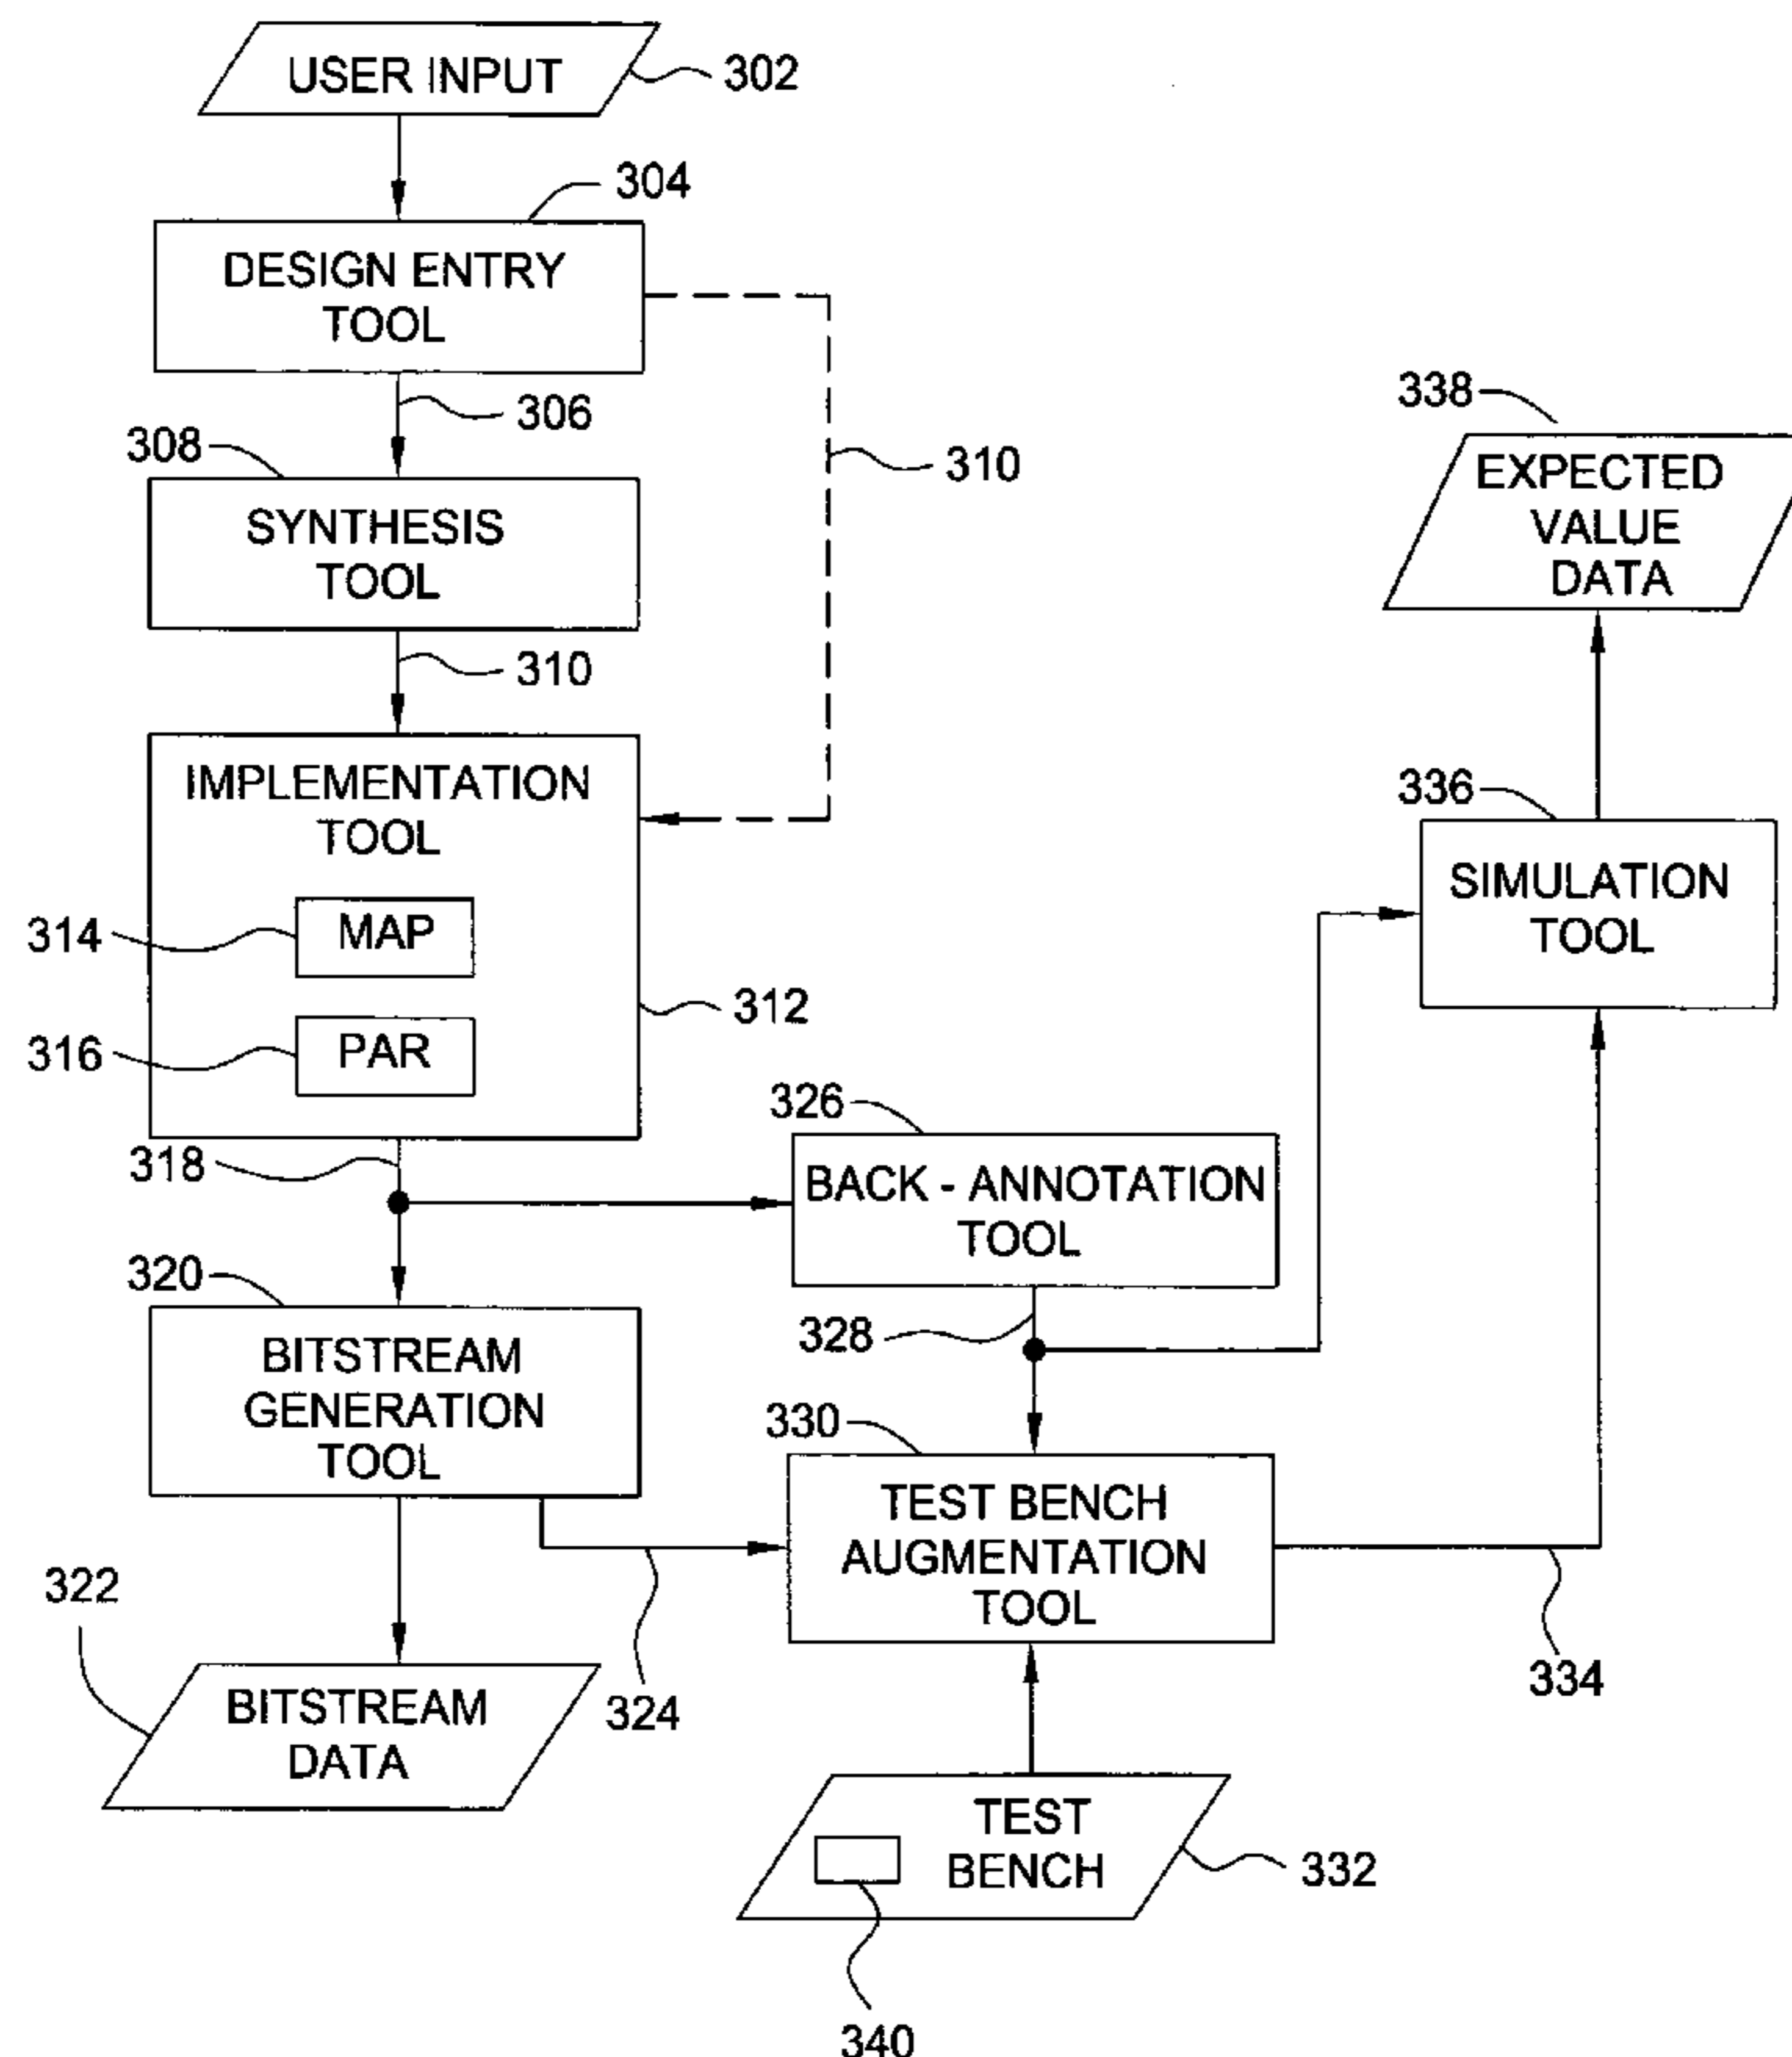 USER INPUT
302
304
DESIGN ENTRY
TOOL
306
308
310
SYNTHESIS
TOOL
310
IMPLEMENTATION
TOOL
314
MAP
312
316
PAR
318
326
BACK - ANNOTATION
TOOL
328
320
BITSTREAM
GENERATION
TOOL
330
TEST BENCH
AUGMENTATION
TOOL
322
324
334
BITSTREAM
DATA
TEST
BENCH
332
340
338
EXPECTED
VALUE
DATA
336
SIMULATION
TOOL